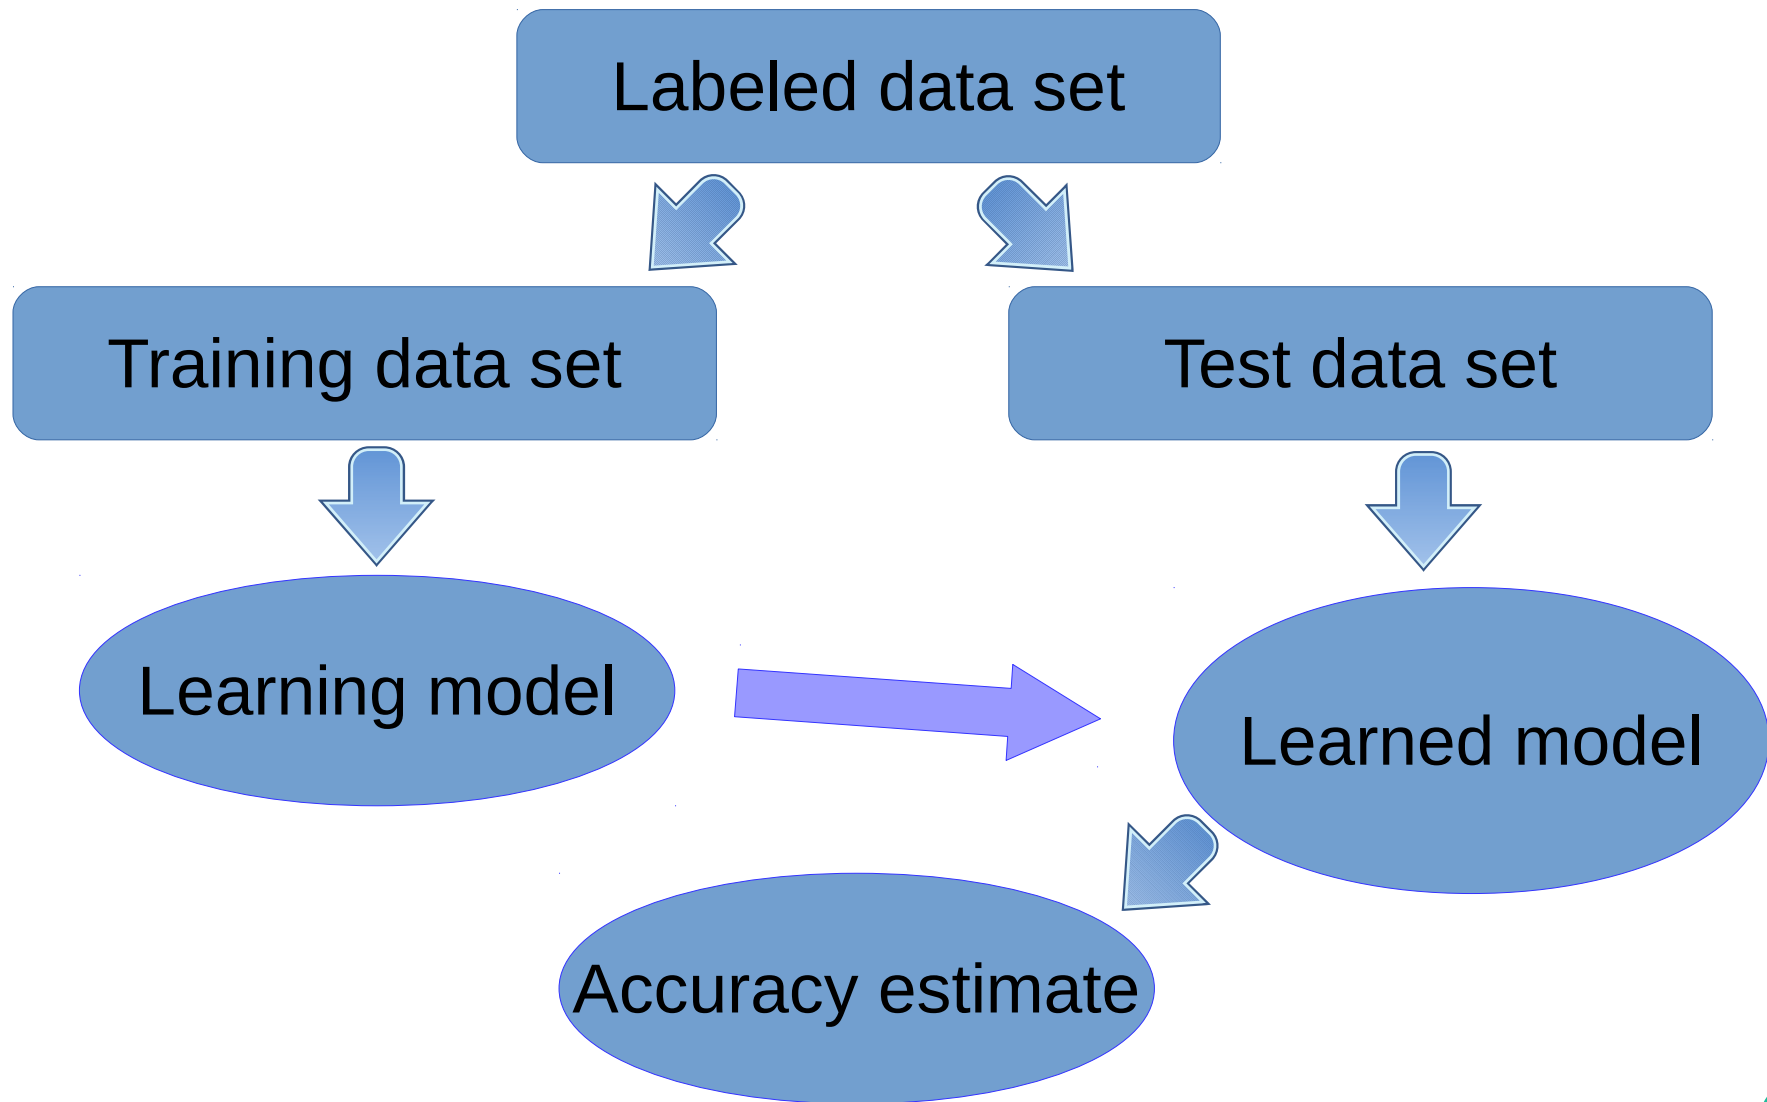 Labeled data set
Training data set
Test data set
Learning model
Learned model
Accuracy estimate